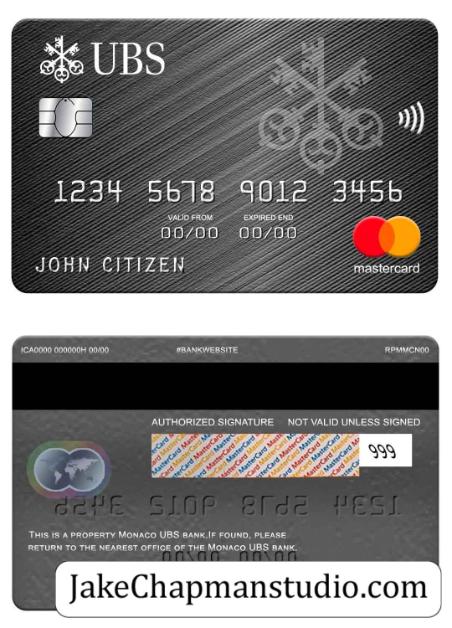 UBS
1234 5678 9012 3456
VALID FROM EXPIRED END
00/00 00/00
JOHN CITIZEN
mastercard
ICA0000 000000H 00/00 #BANKWEBSITE RPMMCN00
AUTHORIZED SIGNATURE NOT VALID UNLESS SIGNED
MasterCard
999
THIS IS A PROPERTY MONACO UBS BANK.IF FOUND, PLEASE
RETURN TO THE NEAREST OFFICE OF THE MONACO UBS BANK.
JakeChapmanstudio.com